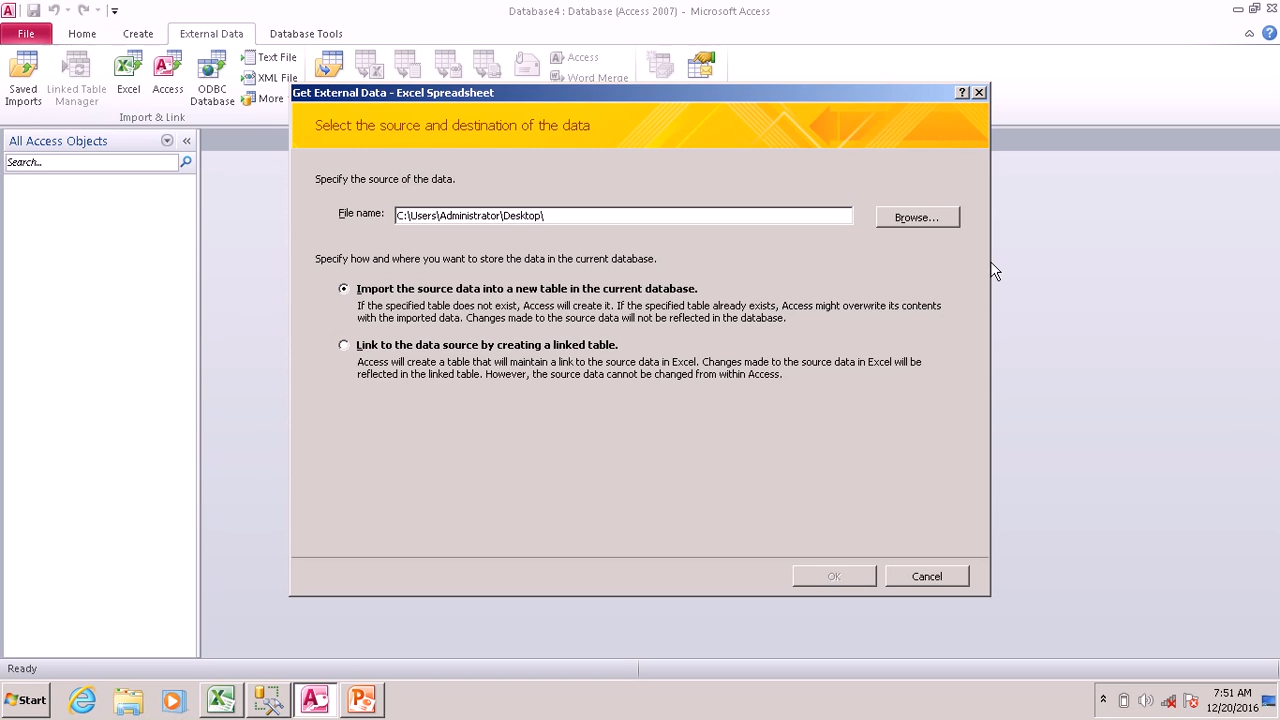 Database4 : Database (Access 2007) - Microsoft Access
File Home Create External Data Database Tools
Saved Imports
Linked Table Manager
Excel
Access
ODBC Database
Text File
XML File
More
Access
Word Merge
Import & Link
All Access Objects
Search..
Get External Data - Excel Spreadsheet
Select the source and destination of the data
Specify the source of the data.
File name: C:\Users\Administrator\Desktop\ Browse...
Specify how and where you want to store the data in the current database.
Import the source data into a new table in the current database.
If the specified table does not exist, Access will create it. If the specified table already exists, Access might overwrite its contents
with the imported data. Changes made to the source data will not be reflected in the database.
Link to the data source by creating a linked table.
Access will create a table that will maintain a link to the source data in Excel. Changes made to the source data in Excel will be
reflected in the linked table. However, the source data cannot be changed from within Access.
OK Cancel
Ready
Start
7:51 AM
12/20/2016